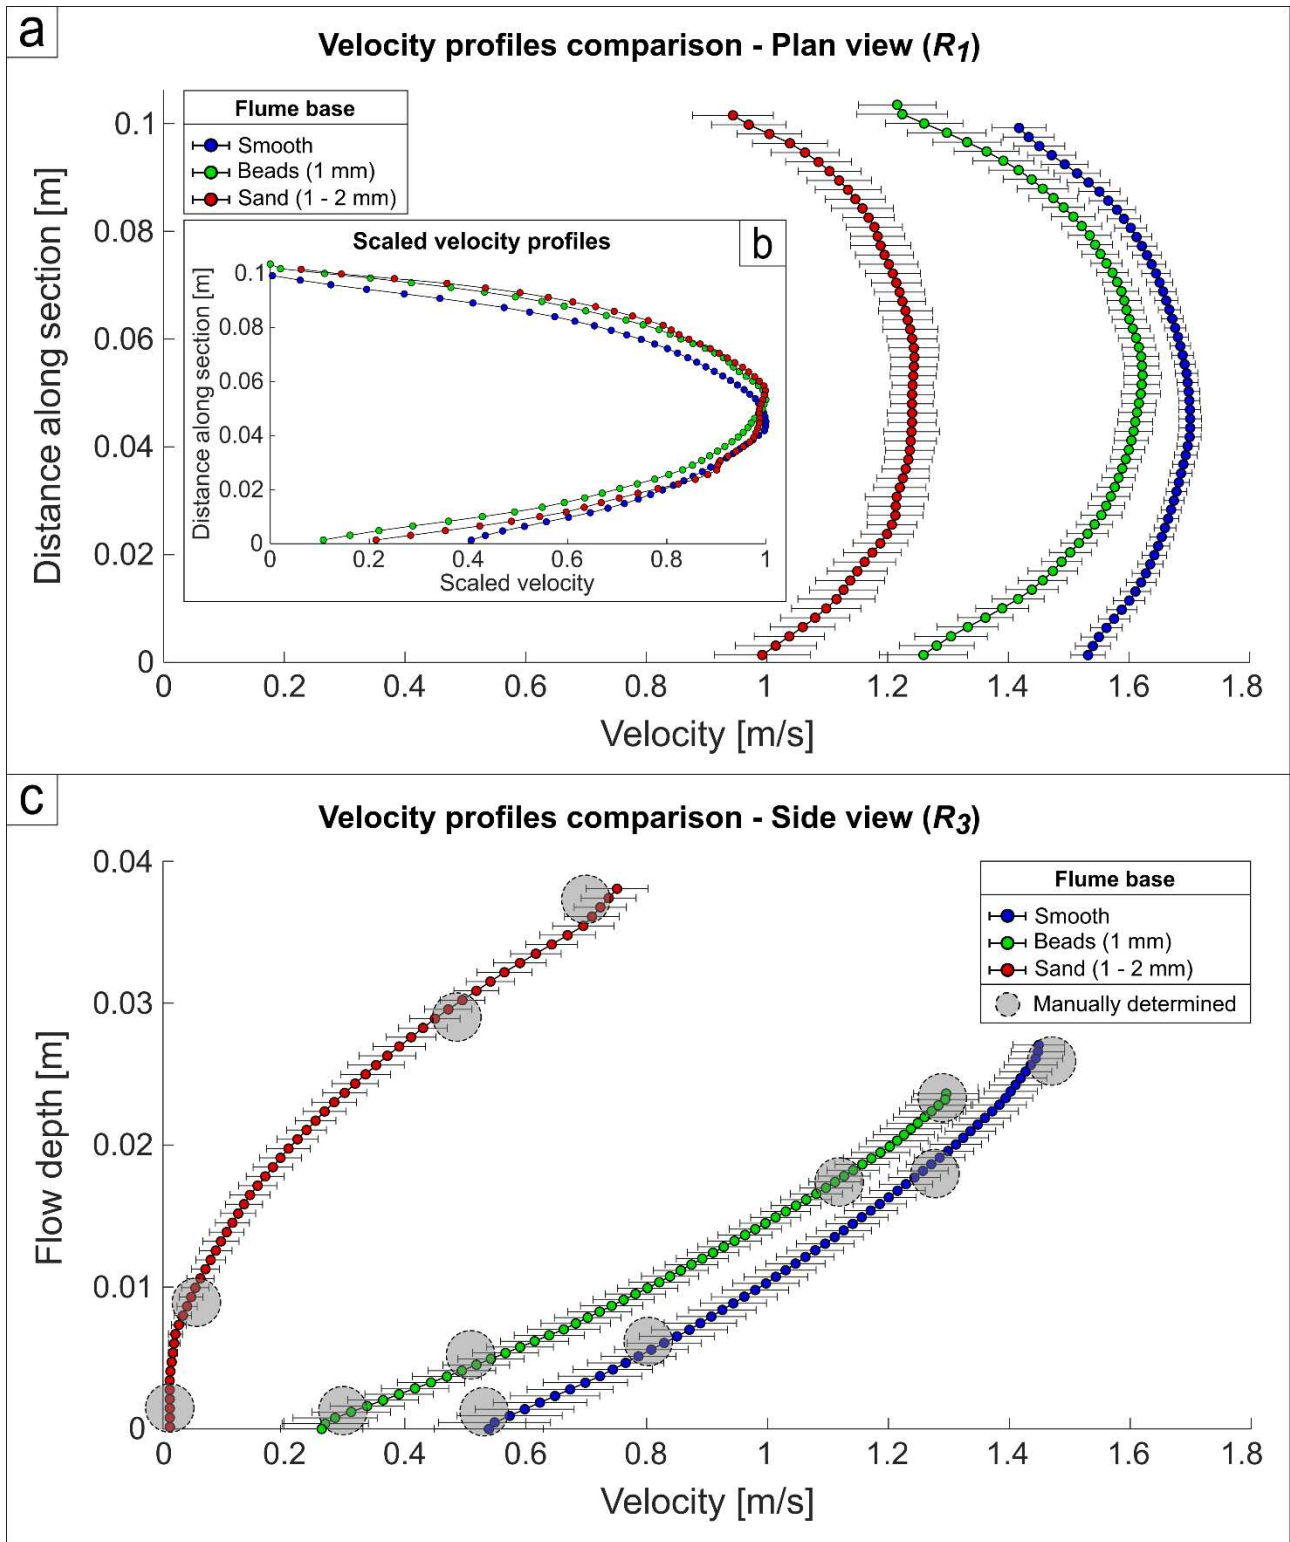 a
Velocity profiles comparison - Plan view (R1)
Flume base
Smooth
Beads (1 mm)
Sand (1 - 2 mm)
Distance along section [m]
0.1
0.08
0.06
0.04
0.02
0
b
Scaled velocity profiles
Distance along section [m]
0.1
0.08
0.06
0.04
0.02
0
0 0.2 0.4 0.6 0.8 1
Scaled velocity
0 0.2 0.4 0.6 0.8 1 1.2 1.4 1.6 1.8
Velocity [m/s]
c
Velocity profiles comparison - Side view (R3)
Flume base
Smooth
Beads (1 mm)
Sand (1 - 2 mm)
Manually determined
Flow depth [m]
0.04
0.03
0.02
0.01
0
0 0.2 0.4 0.6 0.8 1 1.2 1.4 1.6 1.8
Velocity [m/s]